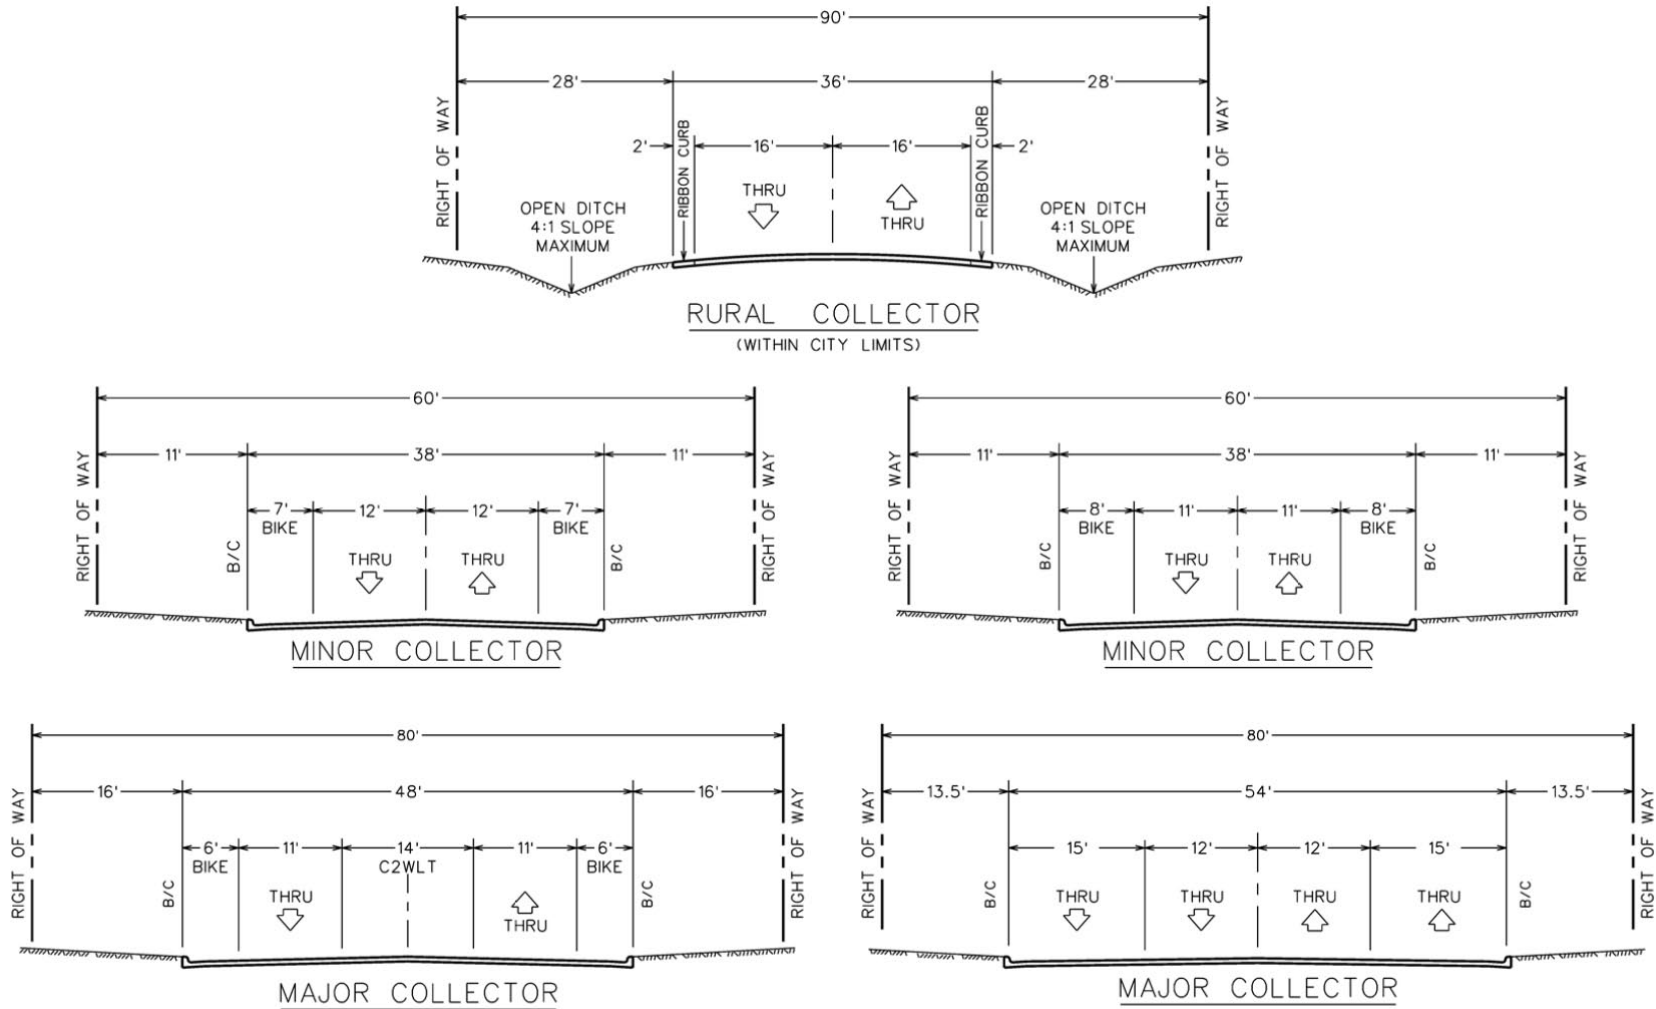 90'
28'
36'
28'
RIGHT OF WAY
2'
RIBBON CURB
16'
16'
RIBBON CURB
2'
RIGHT OF WAY
THRU
THRU
OPEN DITCH
4:1 SLOPE
MAXIMUM
OPEN DITCH
4:1 SLOPE
MAXIMUM
RURAL COLLECTOR
(WITHIN CITY LIMITS)
60'
11'
38'
11'
RIGHT OF WAY
B/C
7'
BIKE
12'
12'
7'
BIKE
B/C
RIGHT OF WAY
THRU
THRU
MINOR COLLECTOR
60'
11'
38'
11'
RIGHT OF WAY
B/C
8'
BIKE
11'
11'
8'
BIKE
B/C
RIGHT OF WAY
THRU
THRU
MINOR COLLECTOR
80'
16'
48'
16'
RIGHT OF WAY
B/C
6'
BIKE
11'
14'
C2WLT
11'
6'
BIKE
B/C
RIGHT OF WAY
THRU
THRU
MAJOR COLLECTOR
80'
13.5'
54'
13.5'
RIGHT OF WAY
B/C
15'
12'
12'
15'
B/C
RIGHT OF WAY
THRU
THRU
THRU
THRU
MAJOR COLLECTOR